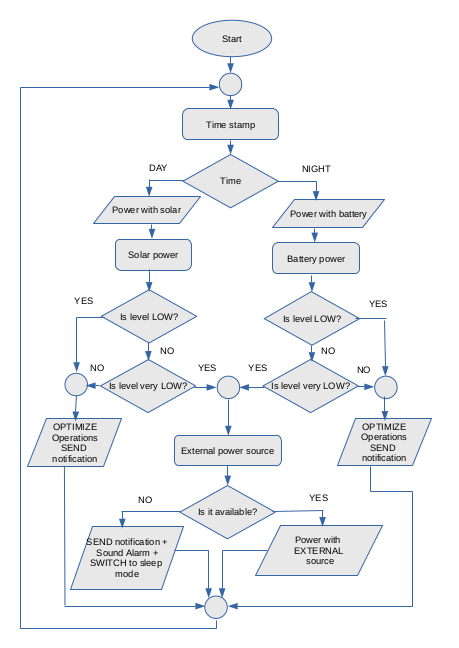 Start
Time stamp
DAY
Time
NIGHT
Power with solar
Power with battery
Solar power
Battery power
YES
Is level LOW?
Is level LOW?
YES
NO
NO
NO
Is level very LOW?
YES
YES
Is level very LOW?
NO
OPTIMIZE
Operations
SEND
notification
OPTIMIZE
Operations
SEND
notification
External power source
NO
Is it available?
YES
SEND notification +
Sound Alarm +
SWITCH to sleep
mode
Power with
EXTERNAL
source